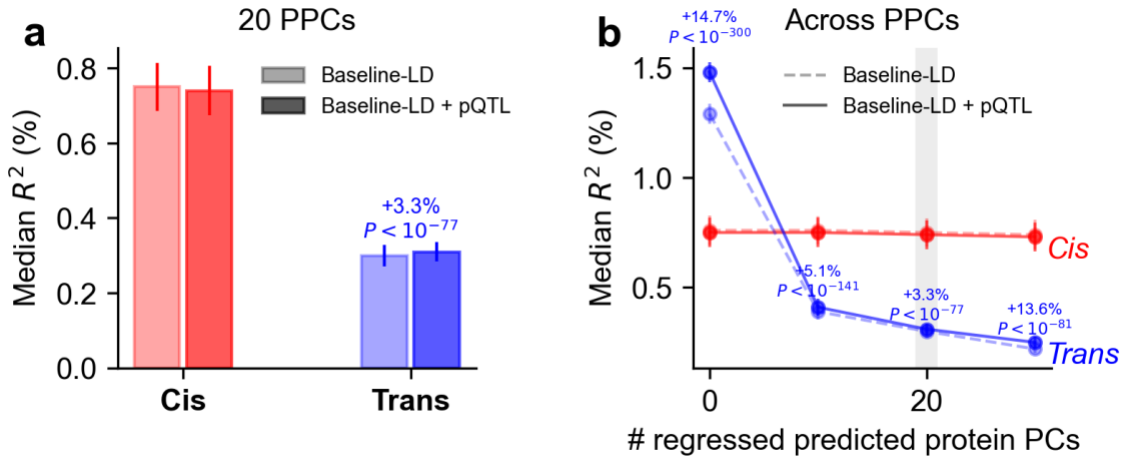 a
20 PPCs
Median R² (%)
0.8
0.6
0.4
0.2
0.0
Baseline-LD
Baseline-LD + pQTL
+3.3%
P < 10⁻⁷⁷
Cis
Trans
b
Across PPCs
Median R² (%)
1.5
1.0
0.5
+14.7%
P < 10⁻³⁰⁰
Baseline-LD
Baseline-LD + pQTL
Cis
+5.1%
P < 10⁻¹⁴¹
+3.3%
P < 10⁻⁷⁷
+13.6%
P < 10⁻⁸¹
Trans
0
20
# regressed predicted protein PCs